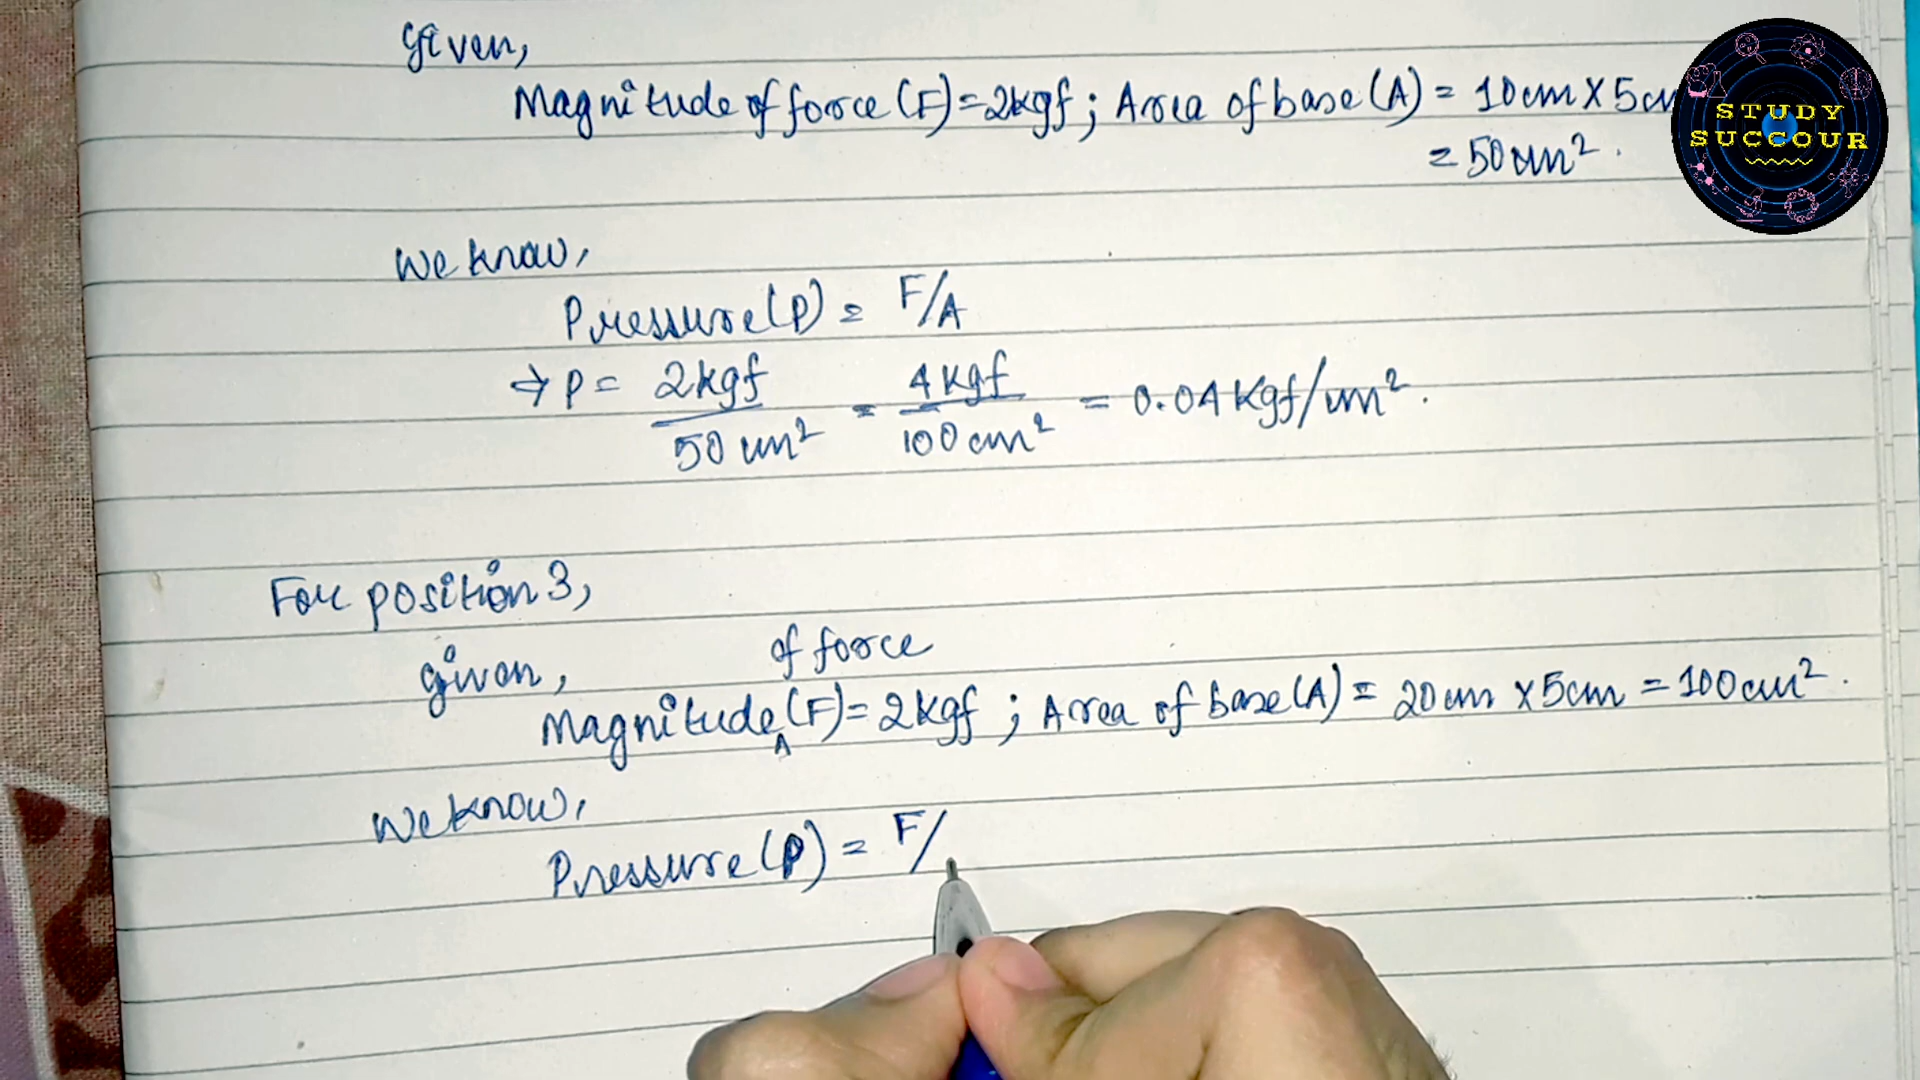 Given,
Magnitude of force (F) = 2kgf ; Area of base (A) = 10cm X 5cm
= 50cm².
STUDY
SUCCOUR
We know,
Pressure (P) = F/A
⇒ P = 2kgf / 50 cm² = 4 kgf / 100 cm² = 0.04 Kgf/cm².
For position 3,
given,
of force
Magnitude (F) = 2kgf ; Area of base (A) = 20cm X 5cm = 100cm².
We know,
Pressure (P) = F/